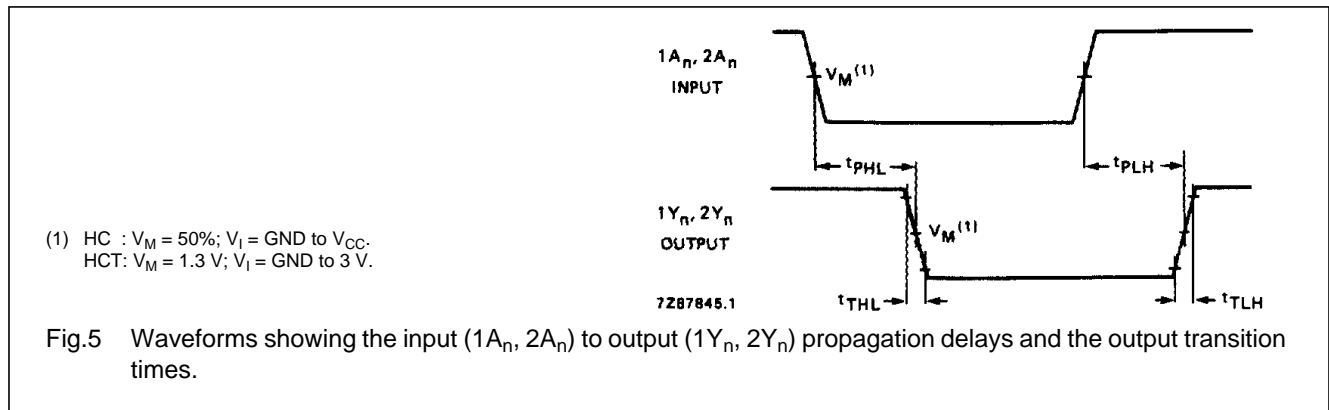 1An, 2An
INPUT
VM(1)
tPHL
tPLH
1Yn, 2Yn
OUTPUT
VM(1)
(1) HC : VM = 50%; VI = GND to VCC.
HCT: VM = 1.3 V; VI = GND to 3 V.
7Z87845.1
tTHL
tTLH
Fig.5 Waveforms showing the input (1An, 2An) to output (1Yn, 2Yn) propagation delays and the output transition
times.